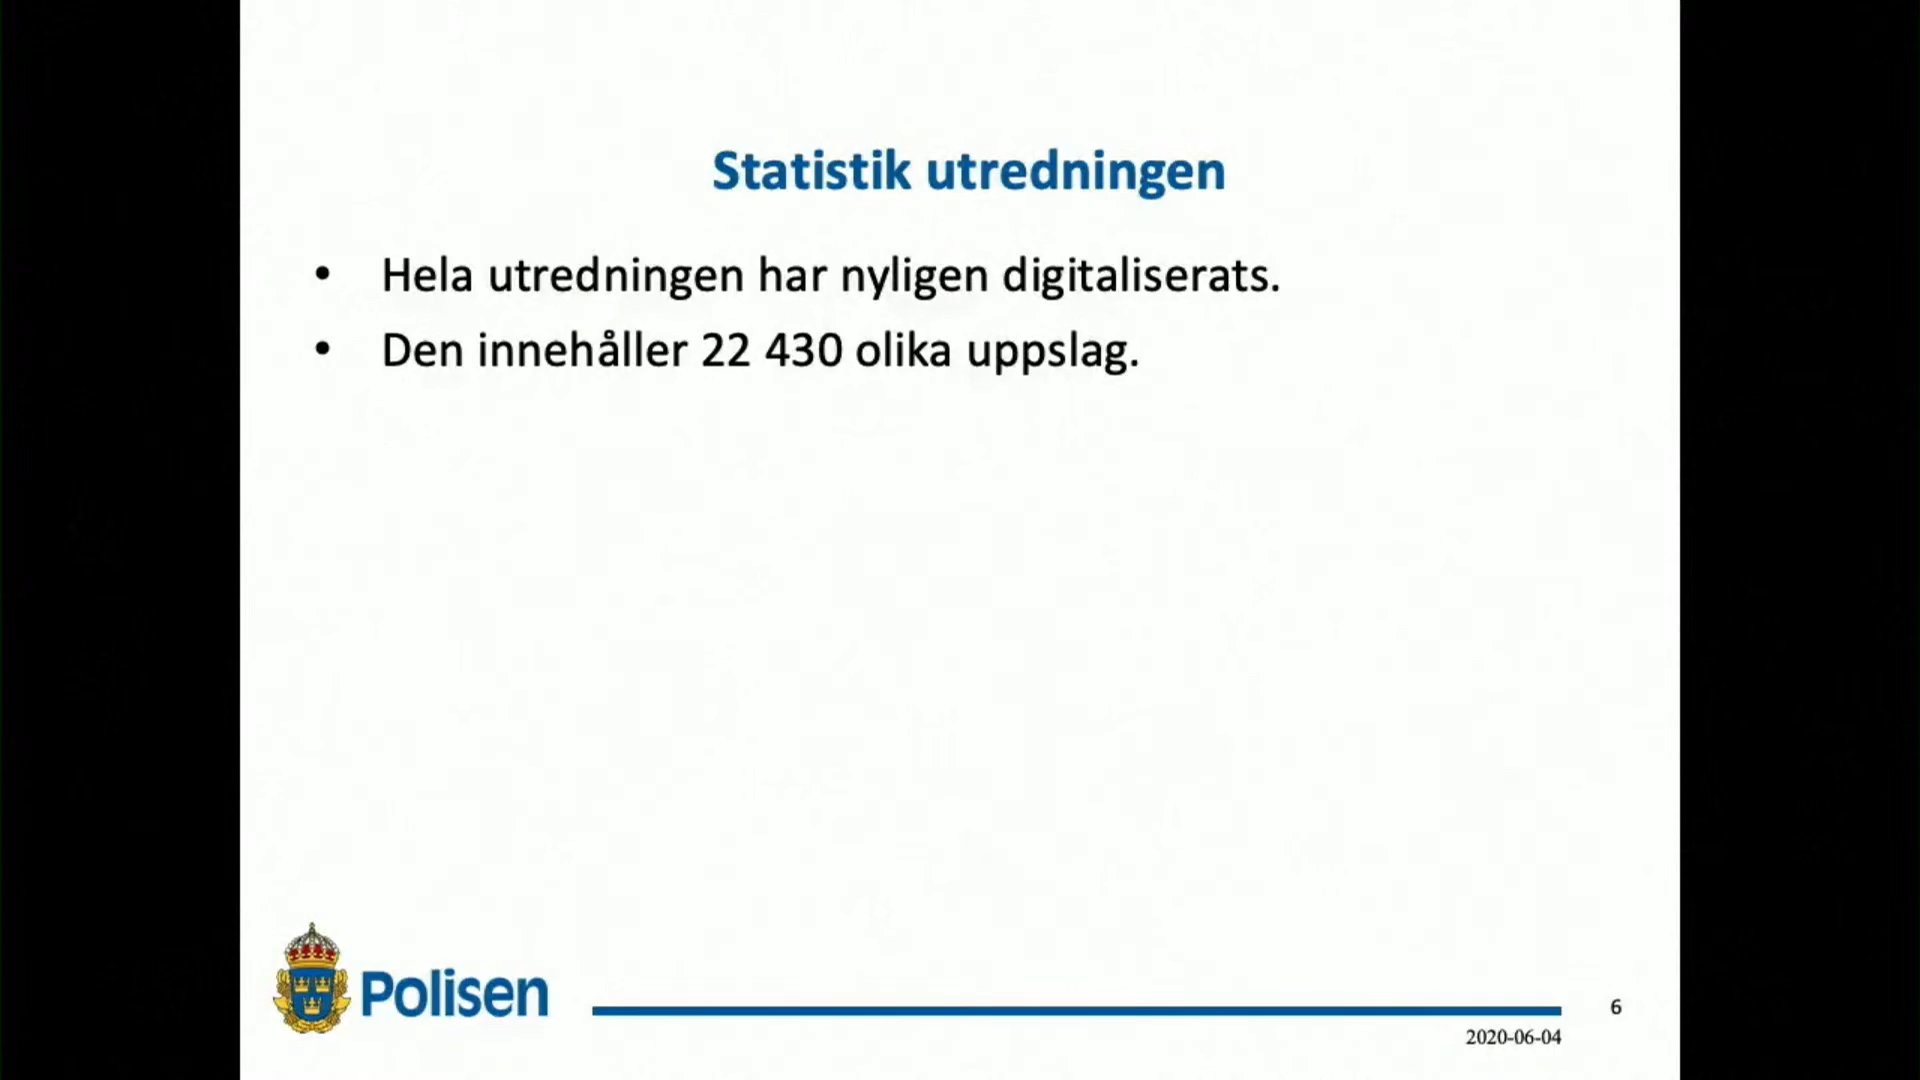 Statistik utredningen
• Hela utredningen har nyligen digitaliserats.
• Den innehåller 22 430 olika uppslag.
Polisen
6
2020-06-04